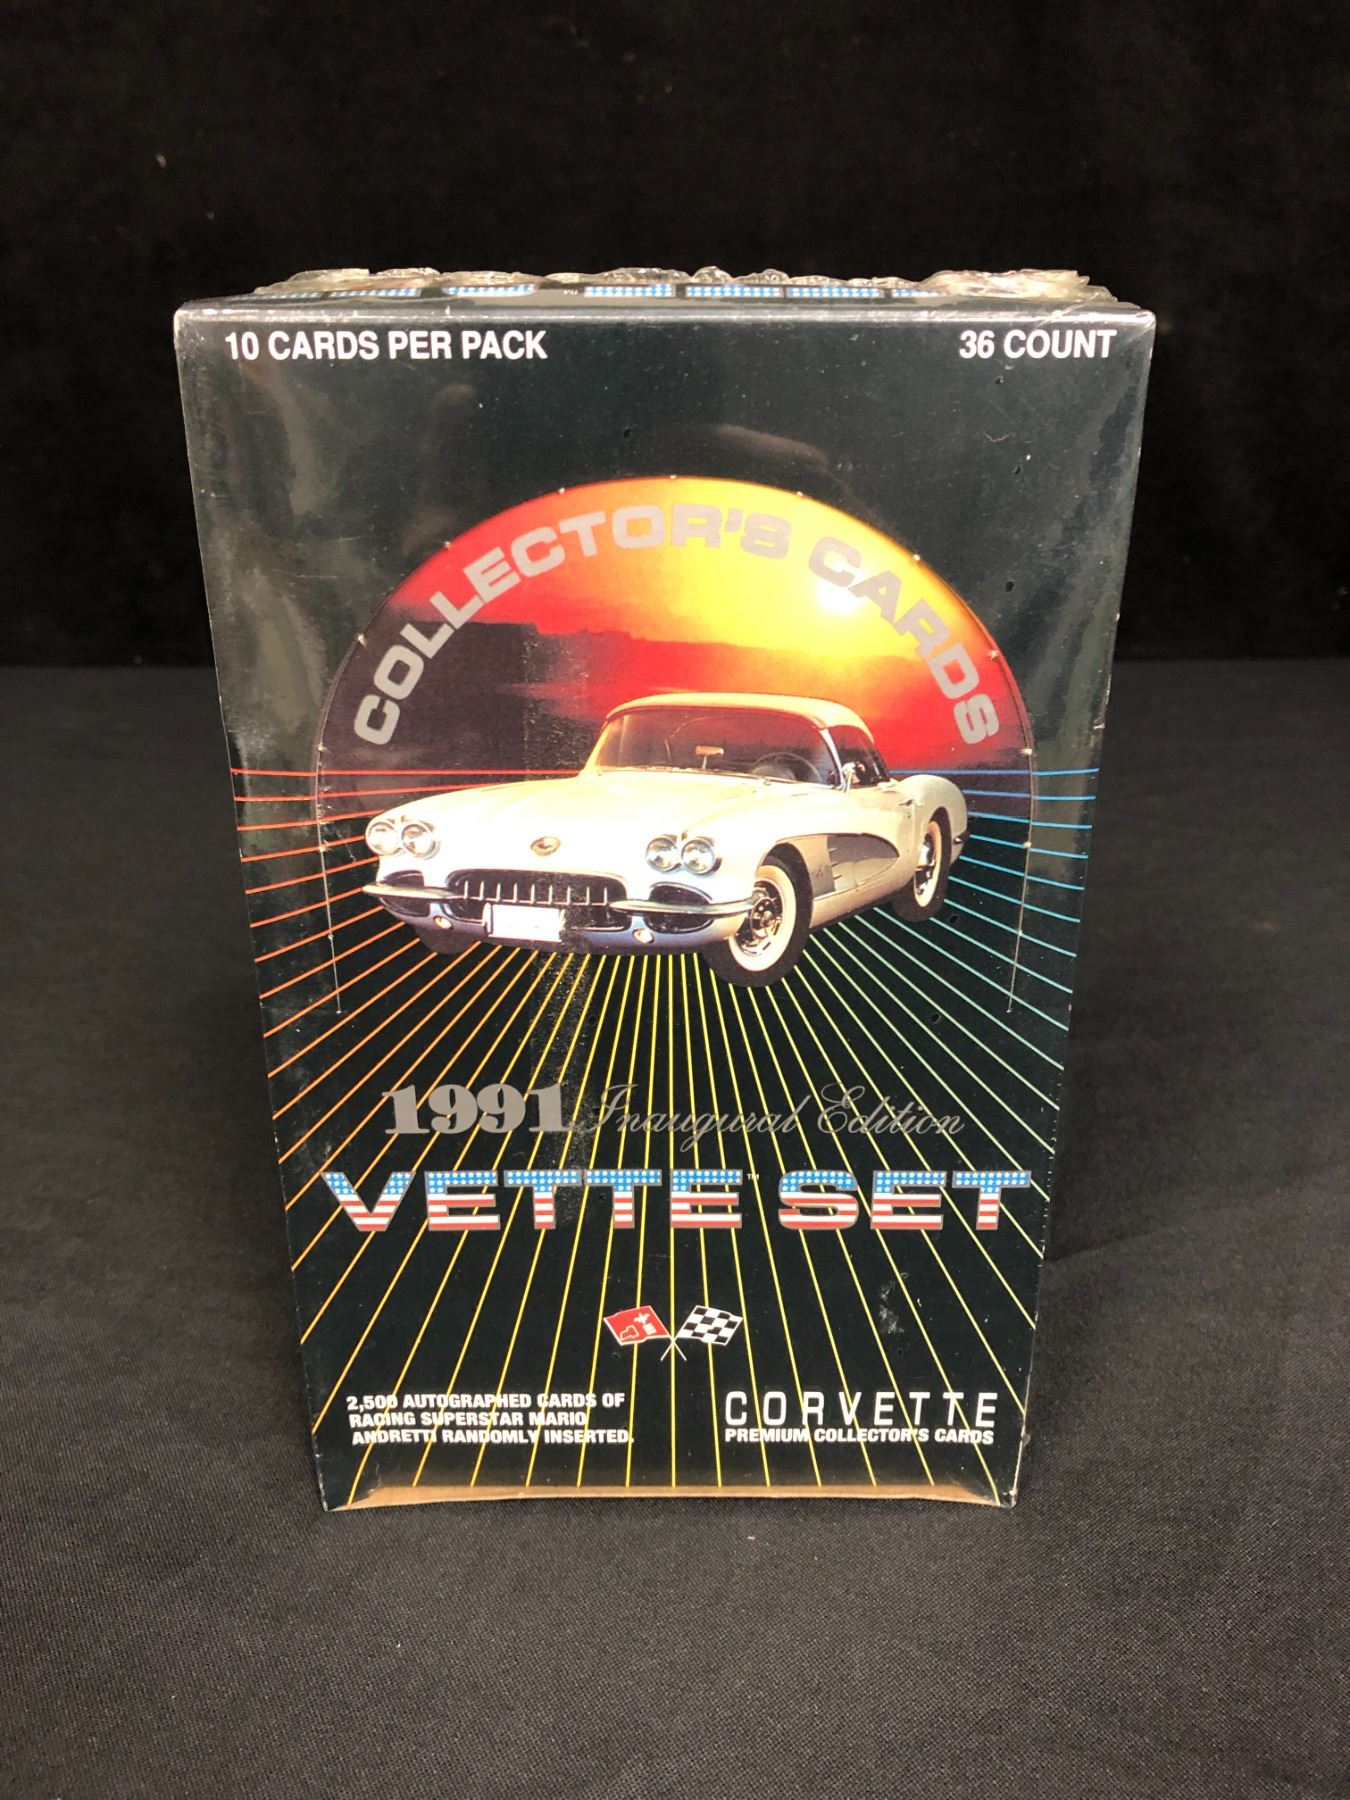 10 CARDS PER PACK
36 COUNT
COLLECTOR'S CARDS
1991 Inaugural Edition
VETTE™ SET
2,500 AUTOGRAPHED CARDS OF
RACING SUPERSTAR MARIO
ANDRETTI RANDOMLY INSERTED.
CORVETTE
PREMIUM COLLECTOR'S CARDS